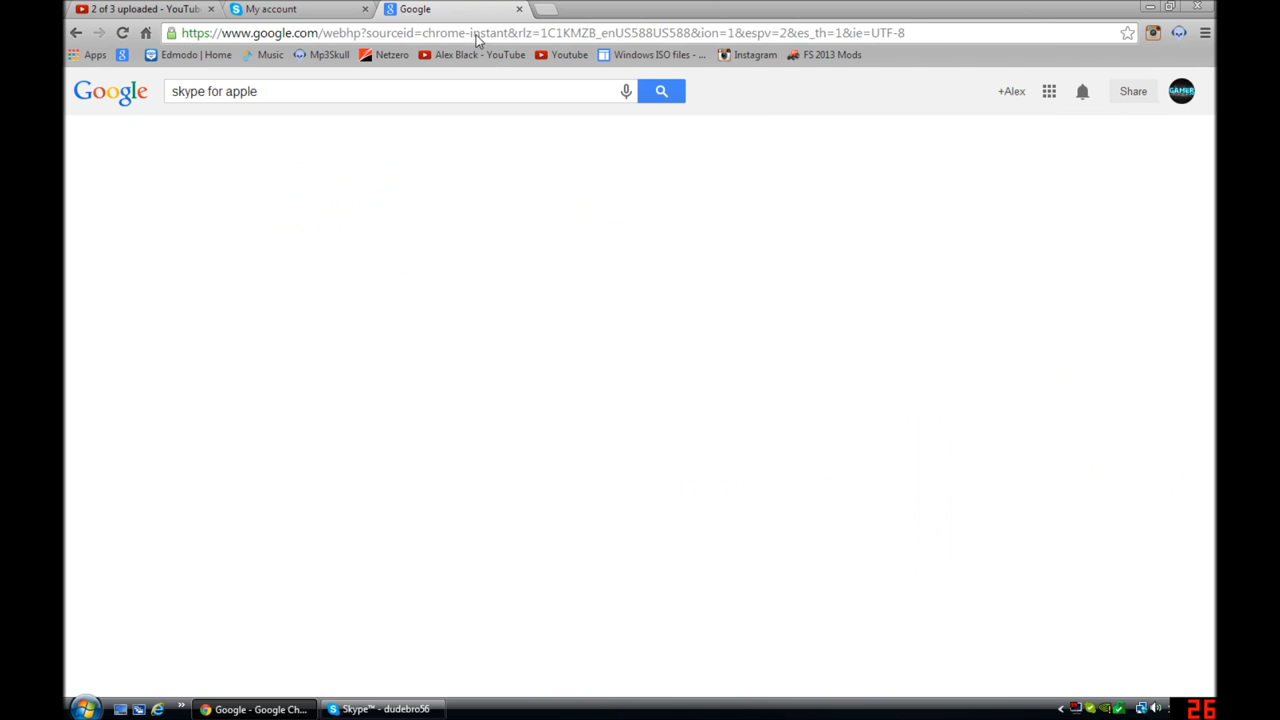 2 of 3 uploaded - YouTub
My account
Google
https://www.google.com/webhp?sourceid=chrome-instant&rlz=1C1KMZB_enUS588US588&ion=1&espv=2&es_th=1&ie=UTF-8
Apps
Edmodo | Home
Music
Mp3Skull
Netzero
Alex Black - YouTube
Youtube
Windows ISO files - ...
Instagram
FS 2013 Mods
Google
skype for apple
+Alex
Share
GAMER
Google - Google Ch...
Skype™ - dudebro56
26